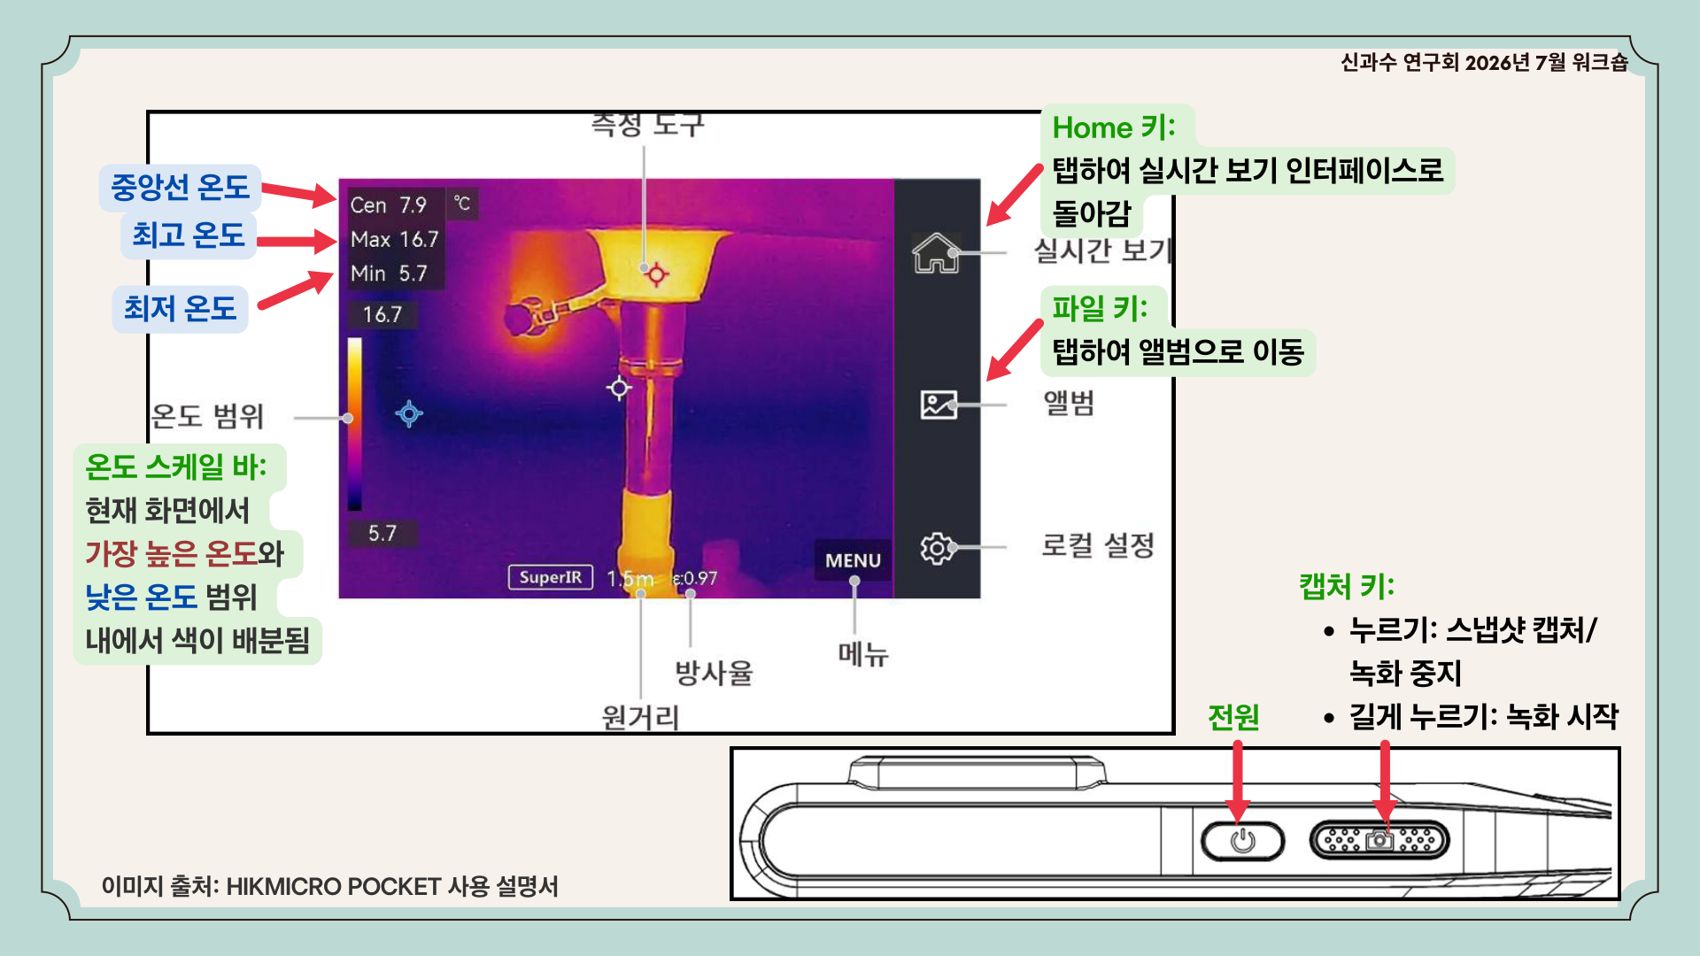 신과수 연구회 2026년 7월 워크숍
측정 도구
Home 키:
탭하여 실시간 보기 인터페이스로
돌아감
중앙선 온도
최고 온도
최저 온도
Cen 7.9 ℃
Max 16.7
Min 5.7
16.7
실시간 보기
파일 키:
탭하여 앨범으로 이동
온도 범위
앨범
온도 스케일 바:
현재 화면에서
가장 높은 온도와
낮은 온도 범위
내에서 색이 배분됨
5.7
SuperIR 1.5m ε:0.97
MENU
로컬 설정
방사율
메뉴
원거리
캡처 키:
• 누르기: 스냅샷 캡처/
녹화 중지
• 길게 누르기: 녹화 시작
전원
이미지 출처: HIKMICRO POCKET 사용 설명서